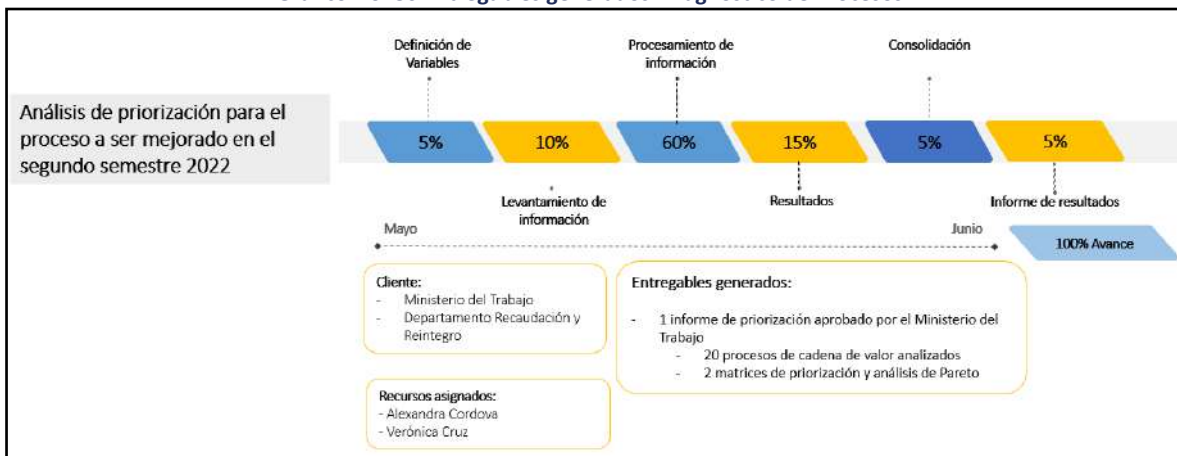 Definición de
Variables
Procesamiento de
información
Consolidación
Análisis de priorización para el
proceso a ser mejorado en el
segundo semestre 2022
5%
10%
60%
15%
5%
5%
Levantamiento de
información
Resultados
Informe de resultados
Mayo
Junio
100% Avance
Cliente:
- Ministerio del Trabajo
- Departamento Recaudación y
Reintegro
Entregables generados:
- 1 informe de priorización aprobado por el Ministerio del
Trabajo
- 20 procesos de cadena de valor analizados
- 2 matrices de priorización y análisis de Pareto
Recursos asignados:
- Alexandra Cordova
- Verónica Cruz